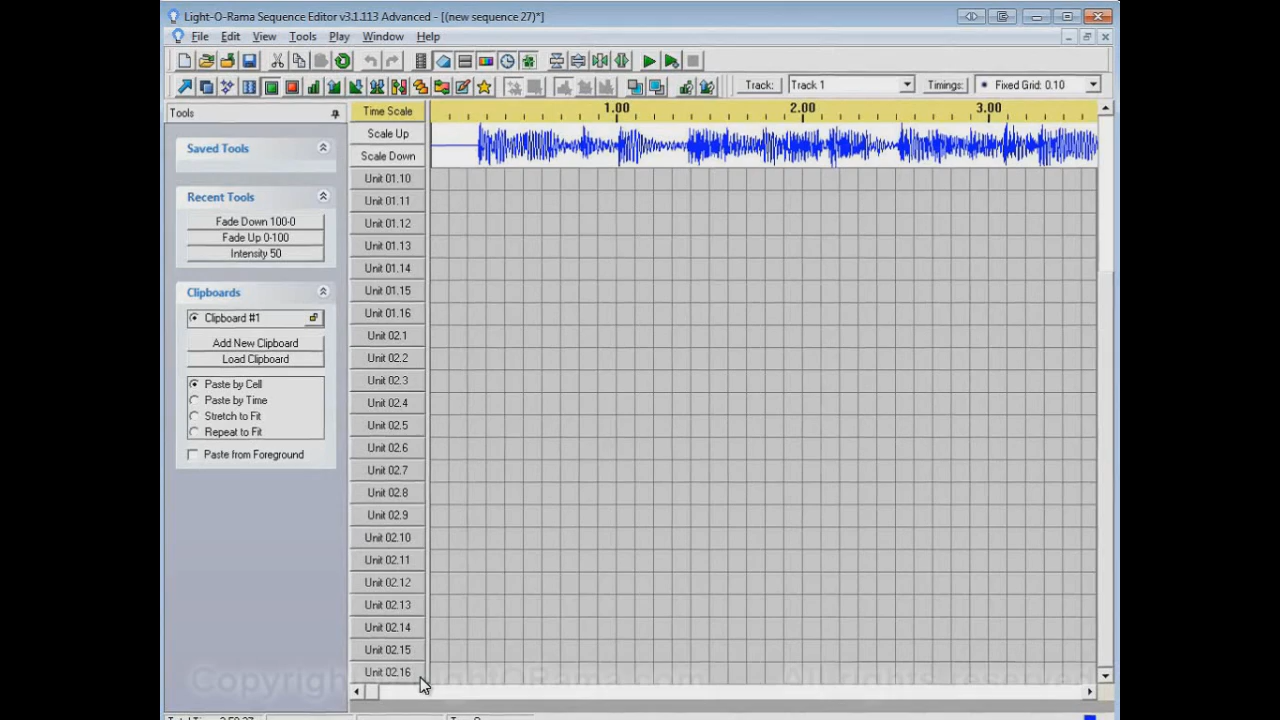 Light-O-Rama Sequence Editor v3.1.113 Advanced - [(new sequence 27)*]
File Edit View Tools Play Window Help
Track: Track 1 Timings: Fixed Grid: 0.10
Tools
Saved Tools
Recent Tools
Fade Down 100-0
Fade Up 0-100
Intensity 50
Clipboards
Clipboard #1
Add New Clipboard
Load Clipboard
Paste by Cell
Paste by Time
Stretch to Fit
Repeat to Fit
Paste from Foreground
Time Scale 1.00 2.00 3.00
Scale Up
Scale Down
Unit 01.10
Unit 01.11
Unit 01.12
Unit 01.13
Unit 01.14
Unit 01.15
Unit 01.16
Unit 02.1
Unit 02.2
Unit 02.3
Unit 02.4
Unit 02.5
Unit 02.6
Unit 02.7
Unit 02.8
Unit 02.9
Unit 02.10
Unit 02.11
Unit 02.12
Unit 02.13
Unit 02.14
Unit 02.15
Unit 02.16